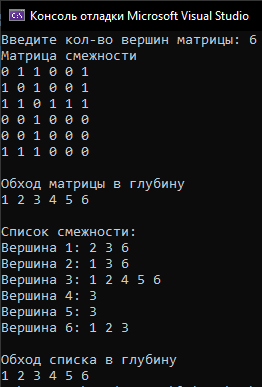 Консоль отладки Microsoft Visual Studio
Введите кол-во вершин матрицы: 6
Матрица смежности
0 1 1 0 0 1
1 0 1 0 0 1
1 1 0 1 1 1
0 0 1 0 0 0
0 0 1 0 0 0
1 1 1 0 0 0
Обход матрицы в глубину
1 2 3 4 5 6
Список смежности:
Вершина 1: 2 3 6
Вершина 2: 1 3 6
Вершина 3: 1 2 4 5 6
Вершина 4: 3
Вершина 5: 3
Вершина 6: 1 2 3
Обход списка в глубину
1 2 3 4 5 6